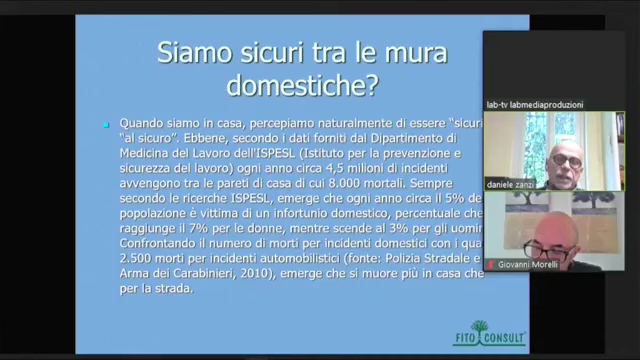 Siamo sicuri tra le mura
domestiche?
Quando siamo in casa, percepiamo naturalmente di essere "sicuri
"al sicuro". Ebbene, secondo i dati forniti dal Dipartimento di
Medicina del Lavoro dell'ISPESL (Istituto per la prevenzione e
sicurezza del lavoro) ogni anno circa 4,5 milioni di incidenti
avvengono tra le pareti di casa di cui 8.000 mortali. Sempre
secondo le ricerche ISPESL, emerge che ogni anno circa il 5% de
popolazione è vittima di un infortunio domestico, percentuale che
raggiunge il 7% per le donne, mentre scende al 3% per gli uomin
Confrontando il numero di morti per incidenti domestici con i qua
2.500 morti per incidenti automobilistici (fonte: Polizia Stradale e
Arma dei Carabinieri, 2010), emerge che si muore più in casa che
per la strada.
lab-tv labmediaproduzioni
daniele zanzi
Giovanni Morelli
FITO CONSULT